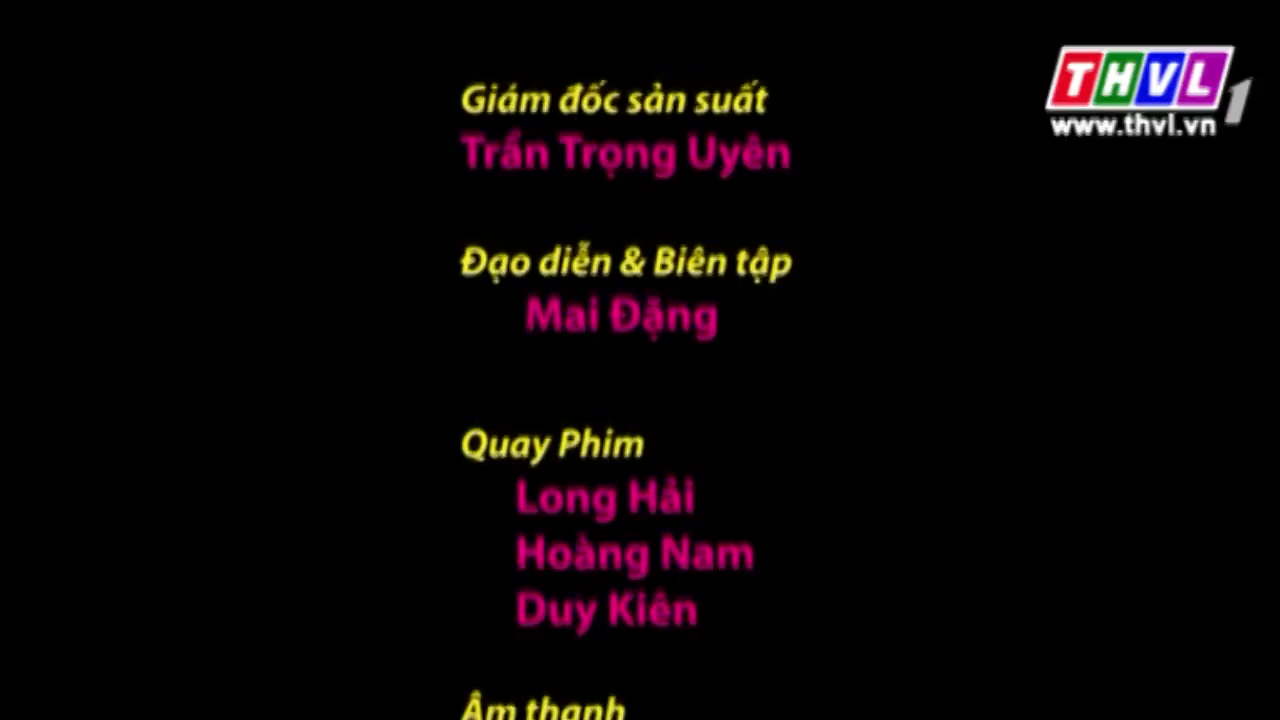 Giám đốc sản suất
Trần Trọng Uyên
THVL1
www.thvl.vn
Đạo diễn & Biên tập
Mai Đặng
Quay Phim
Long Hải
Hoàng Nam
Duy Kiên
Âm thanh